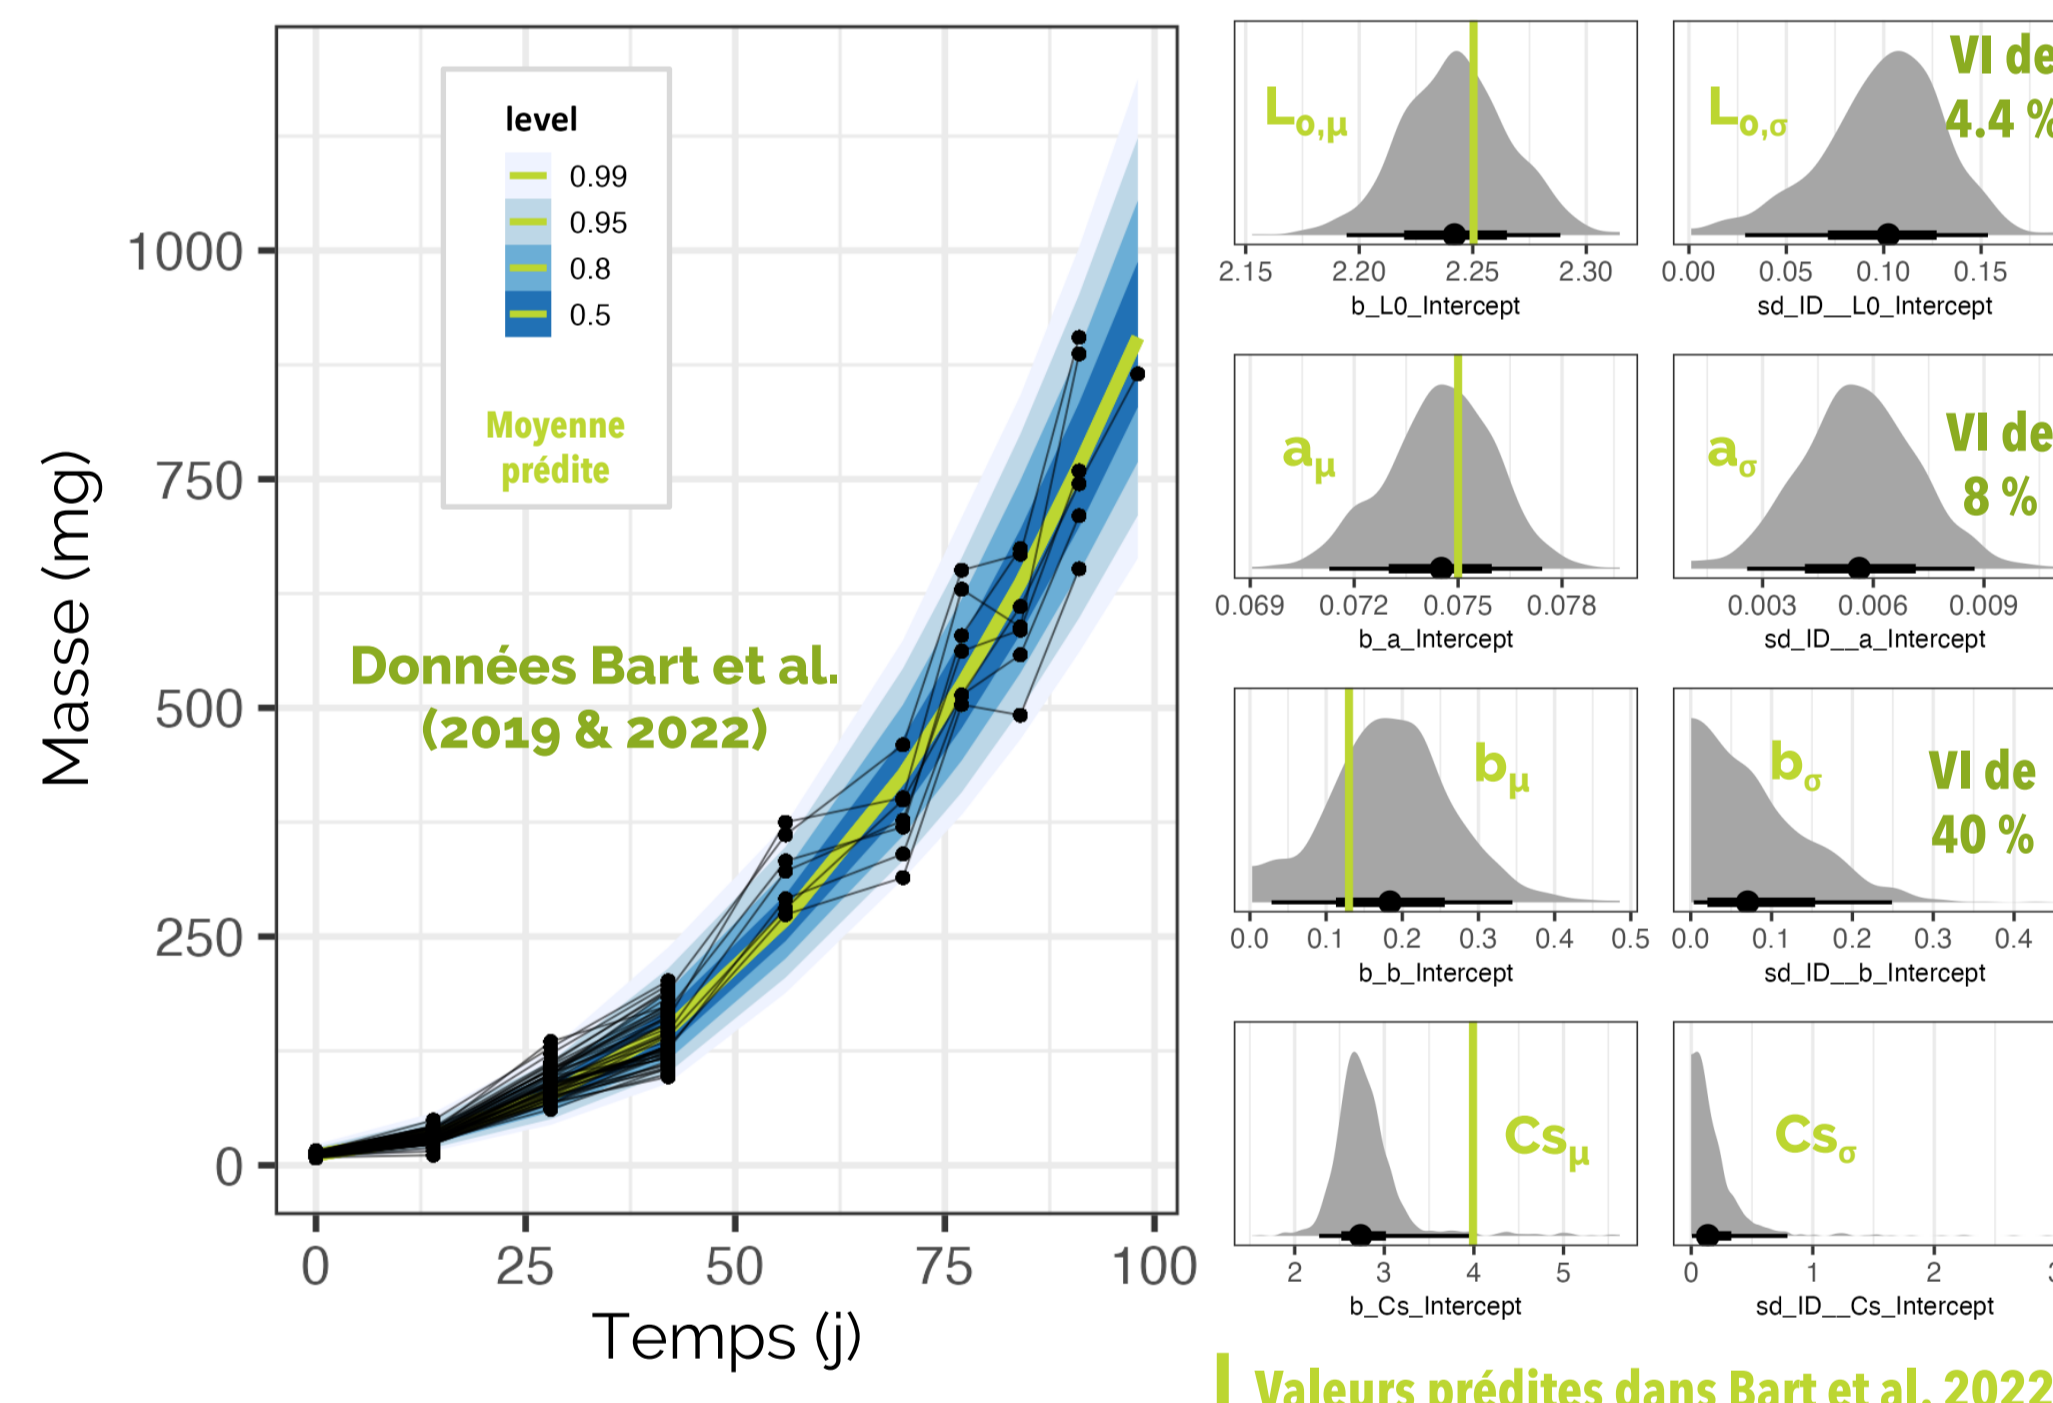 level
0.99
0.95
0.8
0.5
Moyenne
prédite
Données Bart et al.
(2019 & 2022)
Masse (mg)
1000
750
500
250
0
0 25 50 75 100
Temps (j)
L0,μ
2.15 2.20 2.25 2.30
b_L0_Intercept
L0,σ
VI de
4.4 %
0.00 0.05 0.10 0.15
sd_ID__L0_Intercept
aμ
0.069 0.072 0.075 0.078
b_a_Intercept
aσ
VI de
8 %
0.003 0.006 0.009
sd_ID__a_Intercept
bμ
0.0 0.1 0.2 0.3 0.4 0.5
b_b_Intercept
bσ
VI de
40 %
0.0 0.1 0.2 0.3 0.4
sd_ID__b_Intercept
Csμ
2 3 4 5
b_Cs_Intercept
Csσ
0 1 2
sd_ID__Cs_Intercept
Valeurs prédites dans Bart et al. 2022